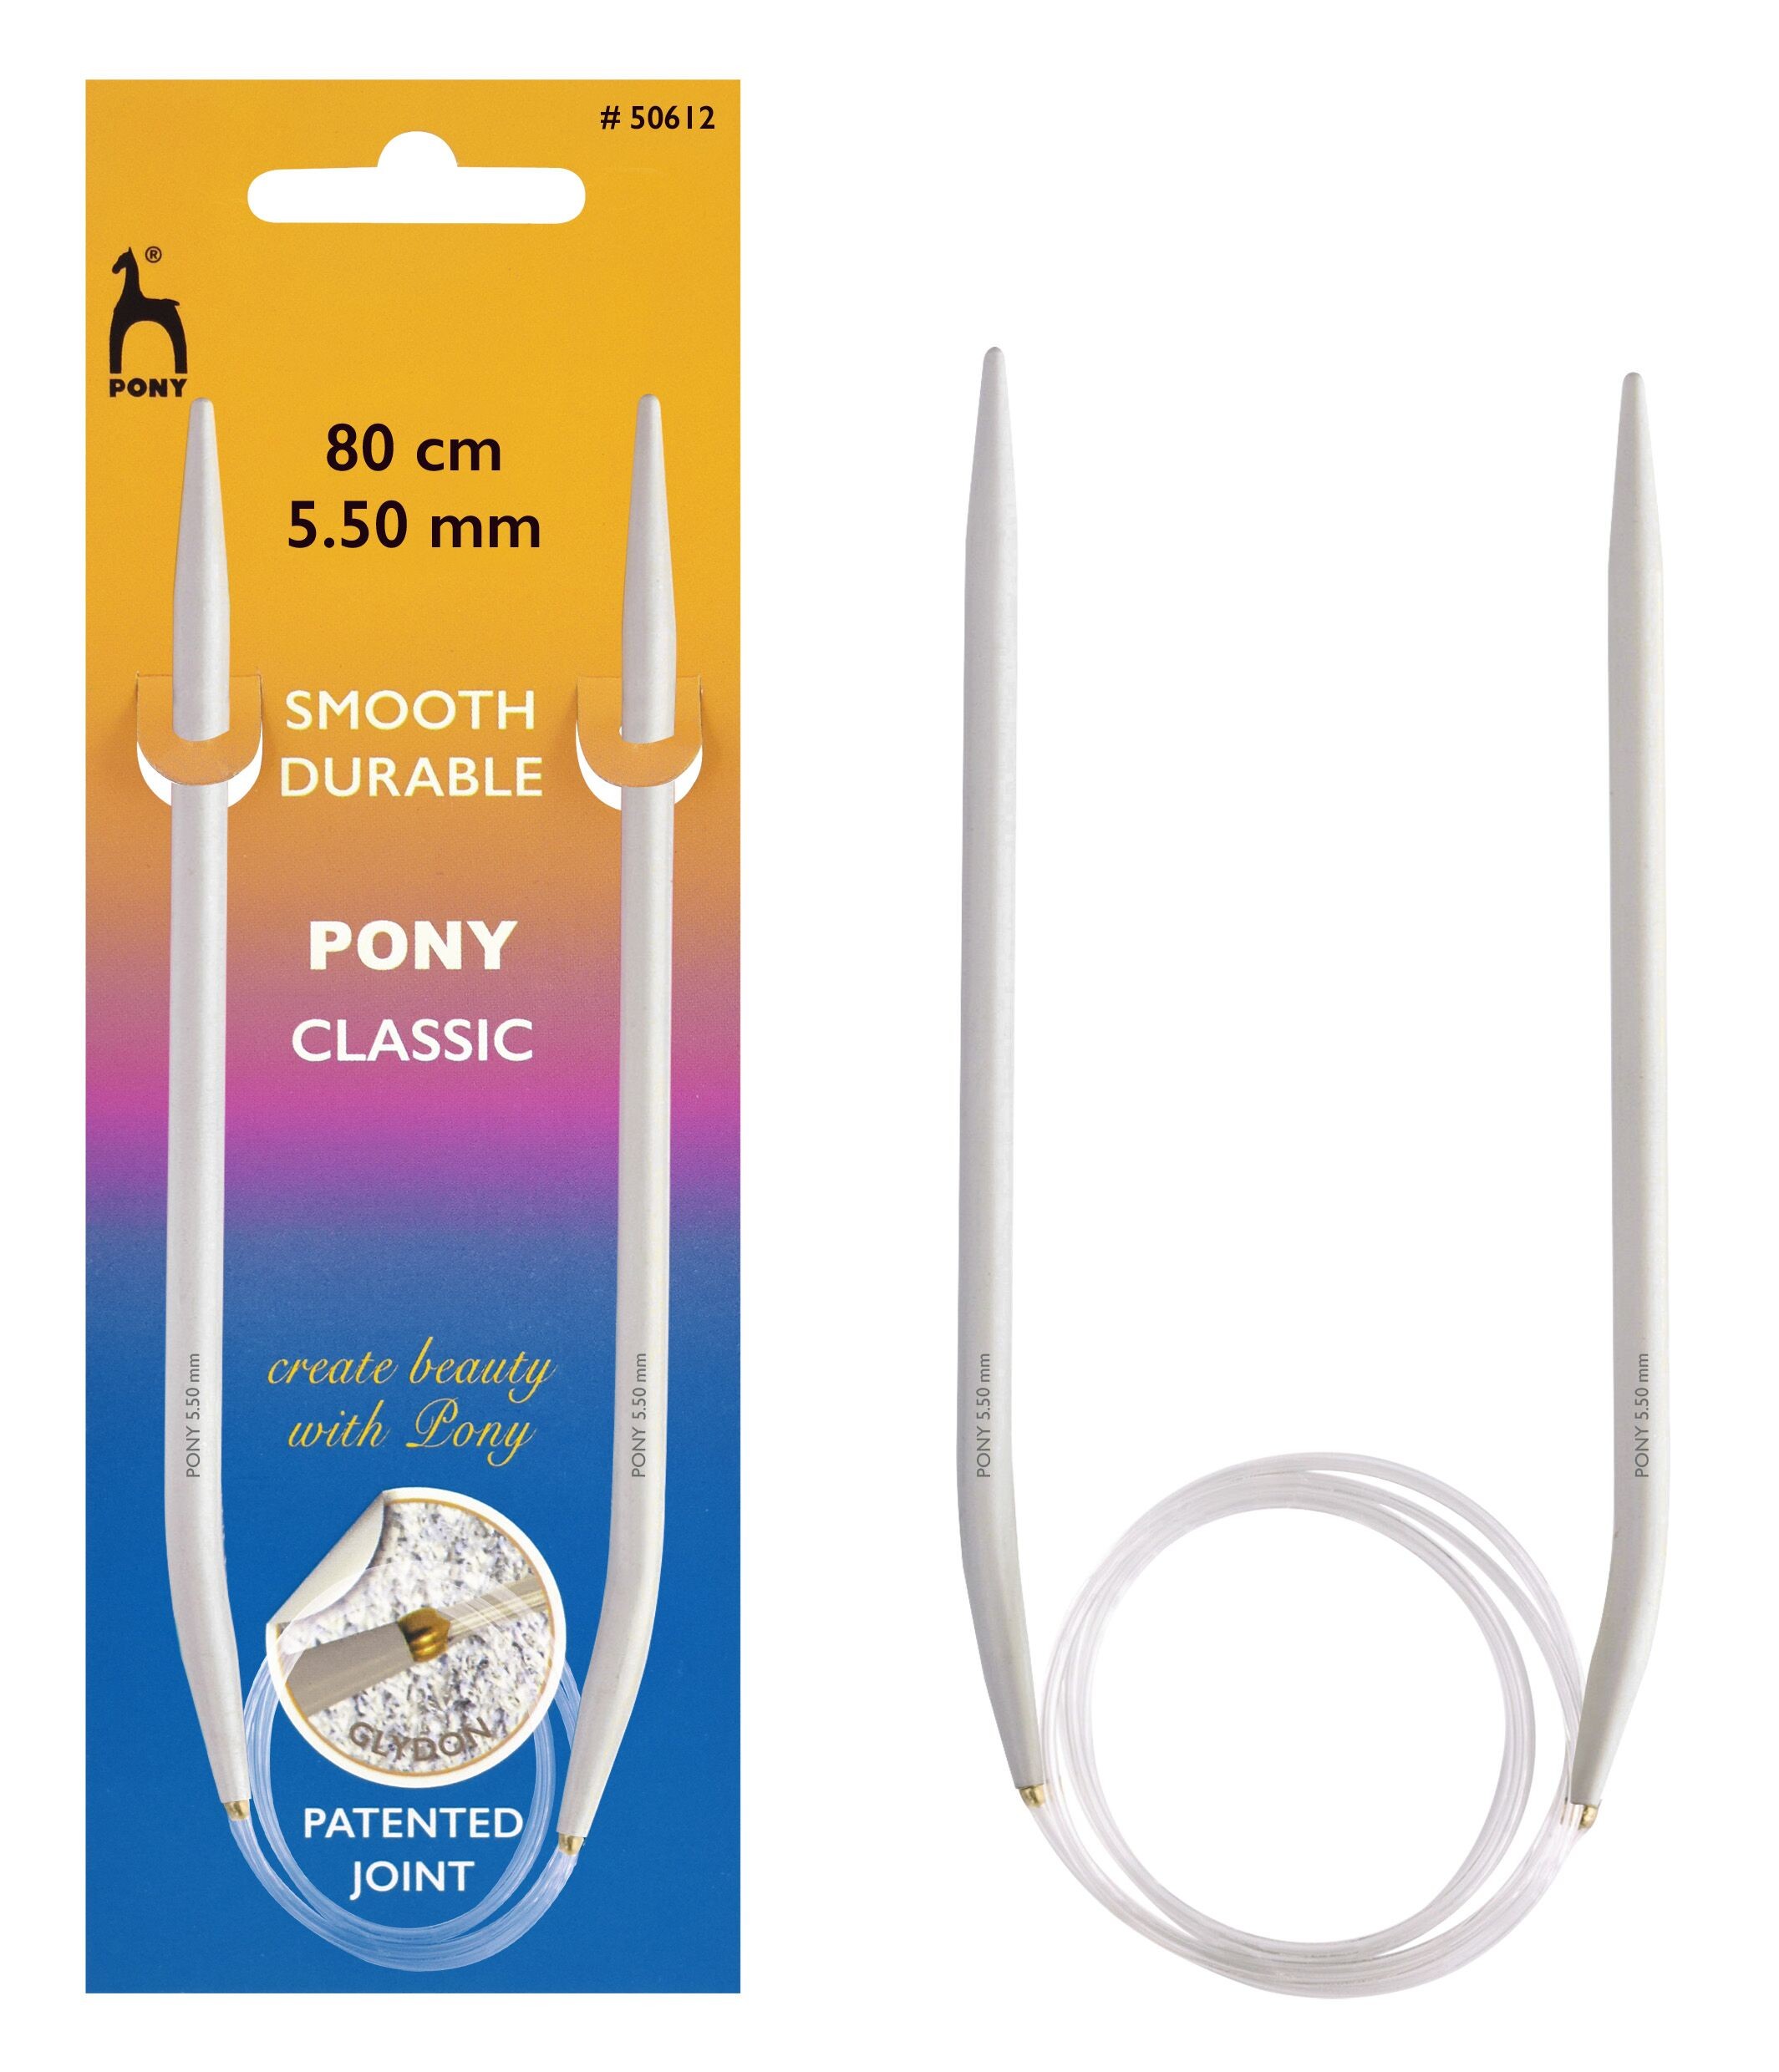 # 50612
®
PONY
80 cm
5.50 mm
SMOOTH
DURABLE
PONY
CLASSIC
create beauty
with Pony
PONY 5.50 mm
PONY 5.50 mm
GLYDON
PATENTED
JOINT
PONY 5.50 mm
PONY 5.50 mm